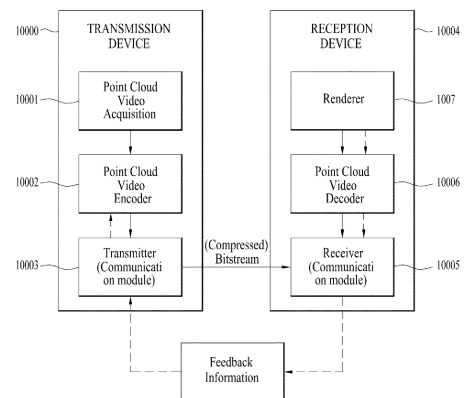 10000
TRANSMISSION
DEVICE
10001
Point Cloud
Video
Acquisition
10002
Point Cloud
Video
Encoder
10003
Transmitter
(Communicati
on module)
(Compressed)
Bitstream
RECEPTION
DEVICE
10004
Renderer
1007
Point Cloud
Video
Decoder
10006
Receiver
(Communicati
on module)
10005
Feedback
Information